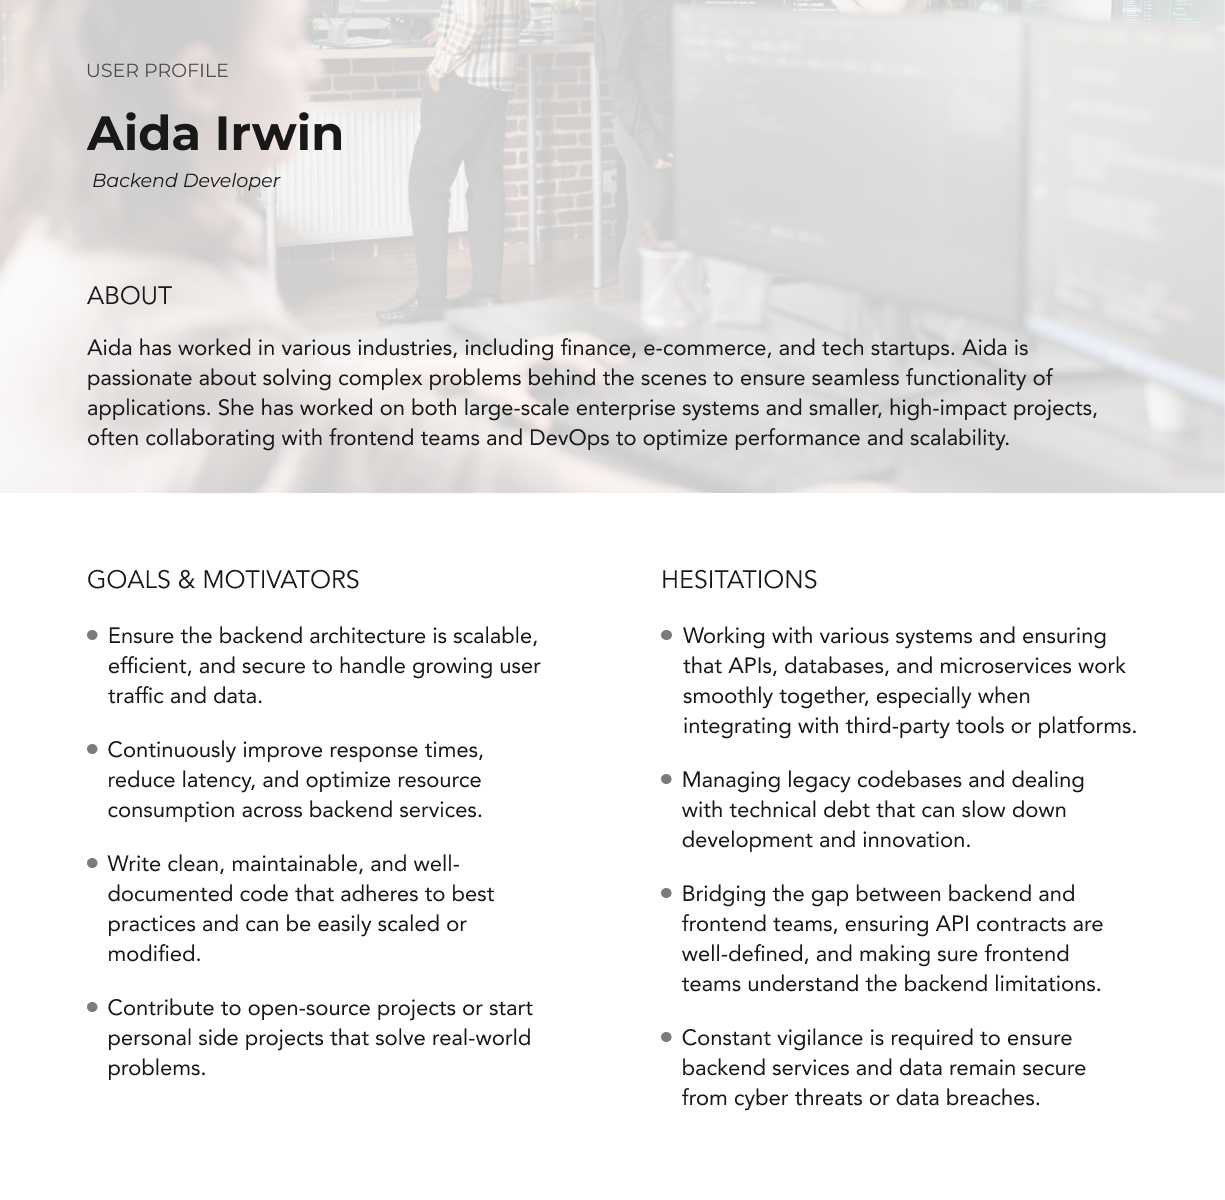 USER PROFILE
Aida Irwin
Backend Developer
ABOUT
Aida has worked in various industries, including finance, e-commerce, and tech startups. Aida is
passionate about solving complex problems behind the scenes to ensure seamless functionality of
applications. She has worked on both large-scale enterprise systems and smaller, high-impact projects,
often collaborating with frontend teams and DevOps to optimize performance and scalability.
GOALS & MOTIVATORS
Ensure the backend architecture is scalable,
efficient, and secure to handle growing user
traffic and data.
Continuously improve response times,
reduce latency, and optimize resource
consumption across backend services.
Write clean, maintainable, and well-
documented code that adheres to best
practices and can be easily scaled or
modified.
Contribute to open-source projects or start
personal side projects that solve real-world
problems.
HESITATIONS
Working with various systems and ensuring
that APIs, databases, and microservices work
smoothly together, especially when
integrating with third-party tools or platforms.
Managing legacy codebases and dealing
with technical debt that can slow down
development and innovation.
Bridging the gap between backend and
frontend teams, ensuring API contracts are
well-defined, and making sure frontend
teams understand the backend limitations.
Constant vigilance is required to ensure
backend services and data remain secure
from cyber threats or data breaches.